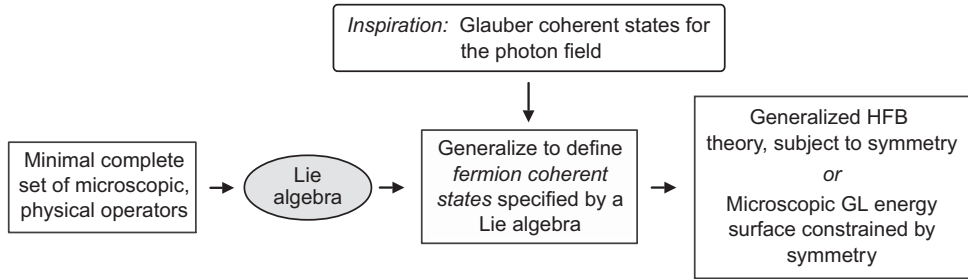 Inspiration: Glauber coherent states for
the photon field
Minimal complete
set of microscopic,
physical operators
Lie
algebra
Generalize to define
fermion coherent
states specified by a
Lie algebra
Generalized HFB
theory, subject to symmetry
or
Microscopic GL energy
surface constrained by
symmetry